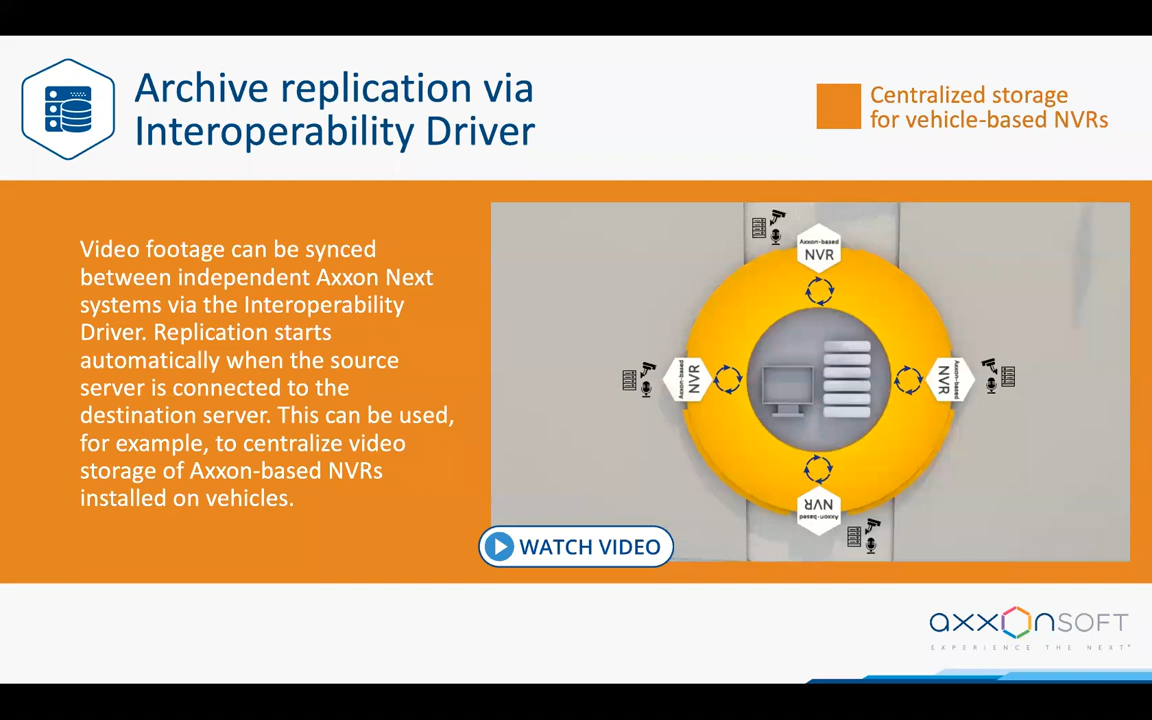 Archive replication via
Interoperability Driver
Centralized storage
for vehicle-based NVRs
Video footage can be synced
between independent Axxon Next
systems via the Interoperability
Driver. Replication starts
automatically when the source
server is connected to the
destination server. This can be used,
for example, to centralize video
storage of Axxon-based NVRs
installed on vehicles.
Axxon-based
NVR
Axxon-based
NVR
Axxon-based
NVR
Axxon-based
NVR
WATCH VIDEO
axxonsoft
EXPERIENCE THE NEXT®